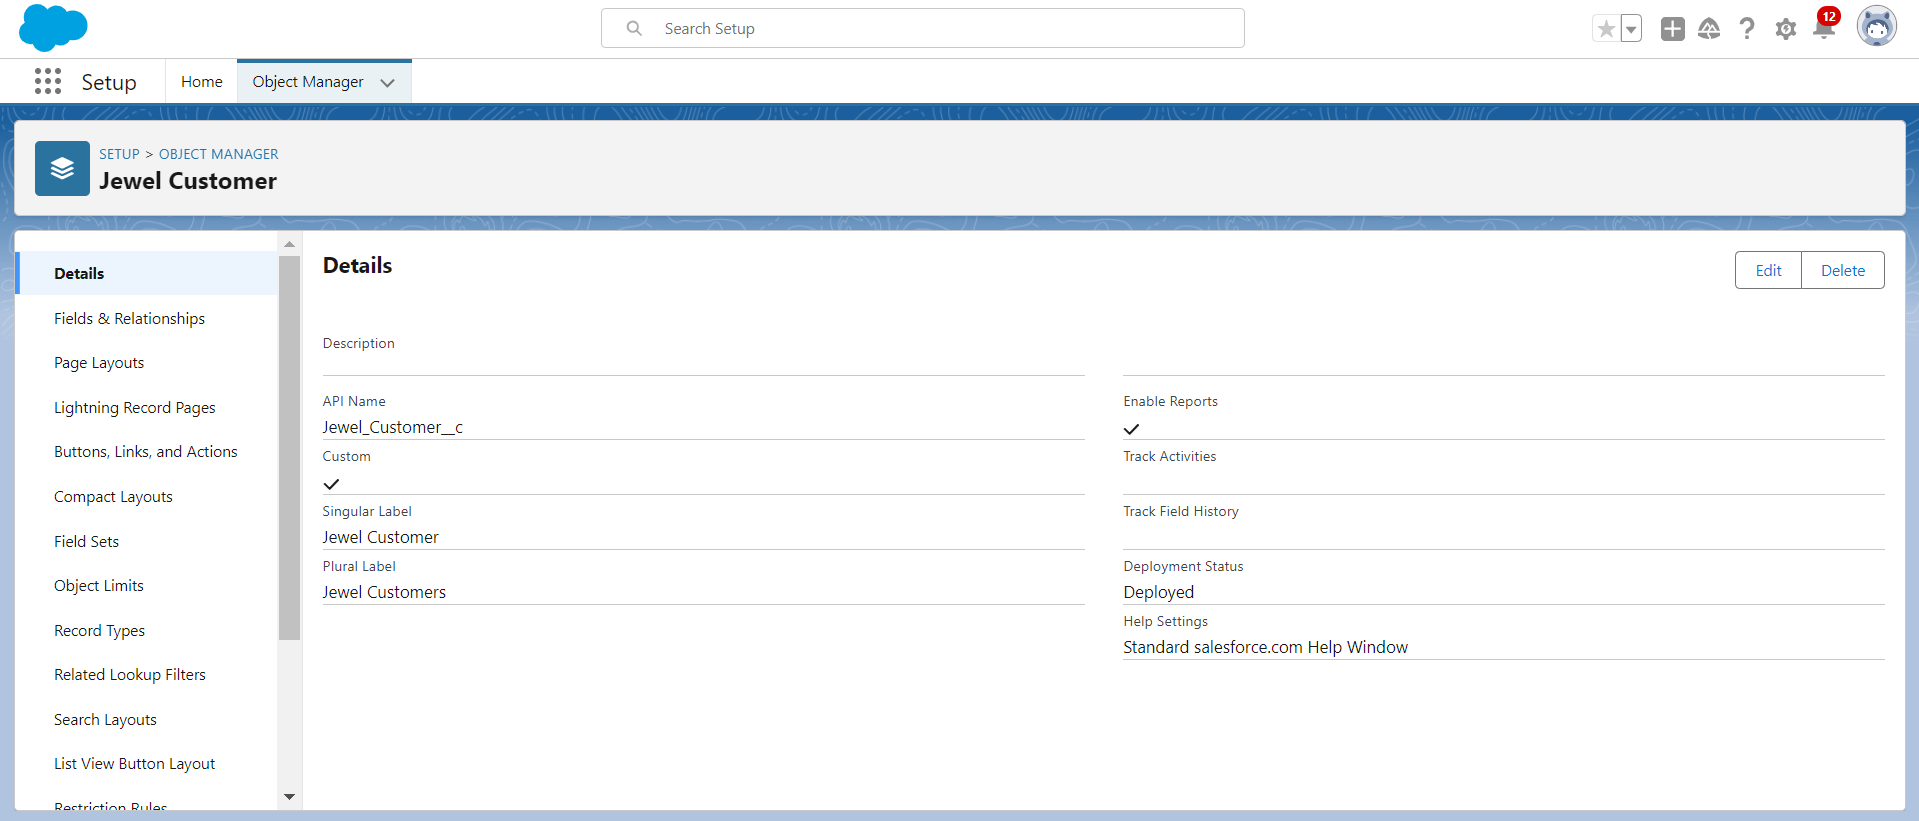 Search Setup
12
Setup
Home
Object Manager
SETUP > OBJECT MANAGER
Jewel Customer
Details
Fields & Relationships
Page Layouts
Lightning Record Pages
Buttons, Links, and Actions
Compact Layouts
Field Sets
Object Limits
Record Types
Related Lookup Filters
Search Layouts
List View Button Layout
Restriction Rules
Details
Edit
Delete
Description
API Name
Jewel_Customer__c
Custom
Singular Label
Jewel Customer
Plural Label
Jewel Customers
Enable Reports
Track Activities
Track Field History
Deployment Status
Deployed
Help Settings
Standard salesforce.com Help Window